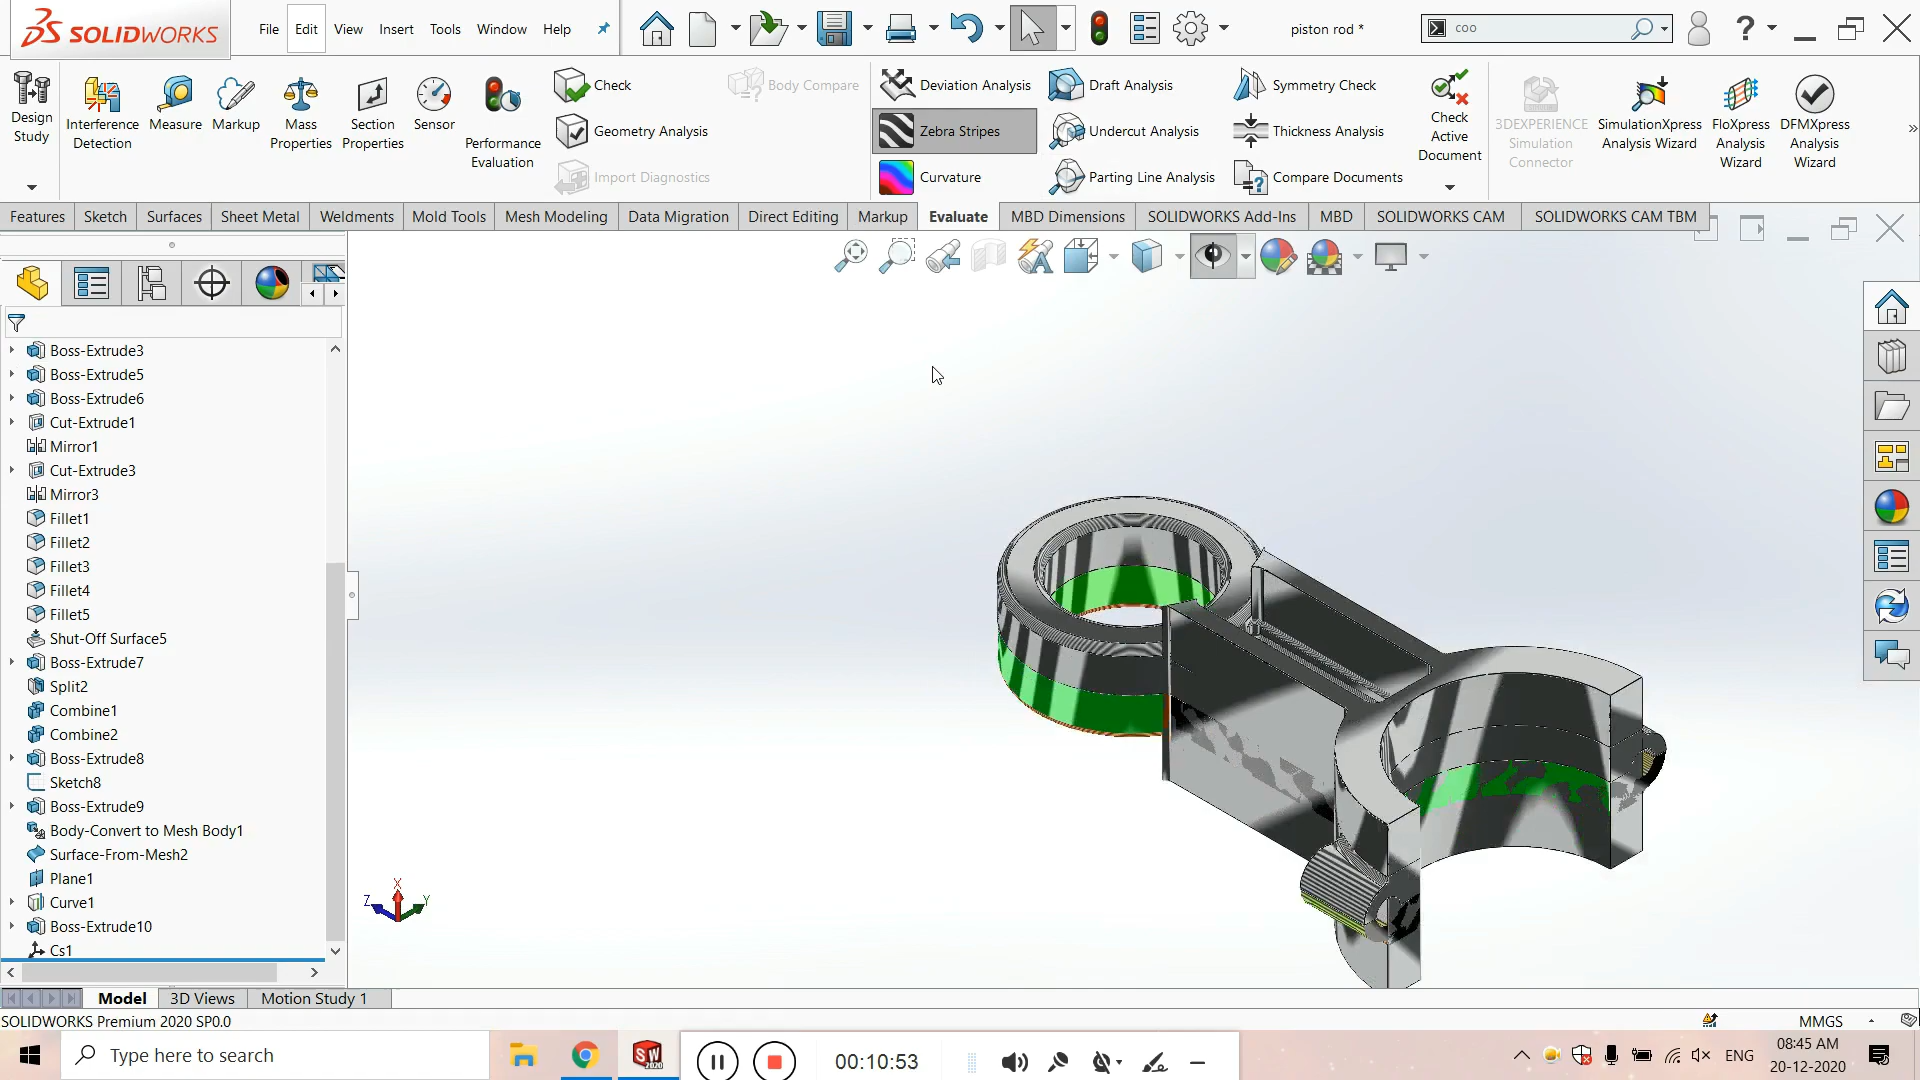 SOLIDWORKS
File Edit View Insert Tools Window Help
piston rod *
coo
Design Study
Interference Detection
Measure
Markup
Mass Properties
Section Properties
Sensor
Performance Evaluation
Check
Geometry Analysis
Import Diagnostics
Body Compare
Deviation Analysis
Zebra Stripes
Curvature
Draft Analysis
Undercut Analysis
Parting Line Analysis
Symmetry Check
Thickness Analysis
Compare Documents
Check Active Document
3DEXPERIENCE Simulation Connector
SimulationXpress Analysis Wizard
FloXpress Analysis Wizard
DFMXpress Analysis Wizard
Features Sketch Surfaces Sheet Metal Weldments Mold Tools Mesh Modeling Data Migration Direct Editing Markup Evaluate MBD Dimensions SOLIDWORKS Add-Ins MBD SOLIDWORKS CAM SOLIDWORKS CAM TBM
Boss-Extrude3
Boss-Extrude5
Boss-Extrude6
Cut-Extrude1
Mirror1
Cut-Extrude3
Mirror3
Fillet1
Fillet2
Fillet3
Fillet4
Fillet5
Shut-Off Surface5
Boss-Extrude7
Split2
Combine1
Combine2
Boss-Extrude8
Sketch8
Boss-Extrude9
Body-Convert to Mesh Body1
Surface-From-Mesh2
Plane1
Curve1
Boss-Extrude10
Cs1
X
Z Y
Model 3D Views Motion Study 1
SOLIDWORKS Premium 2020 SP0.0
MMGS
Type here to search
SW 2020
00:10:53
ENG
08:45 AM
20-12-2020